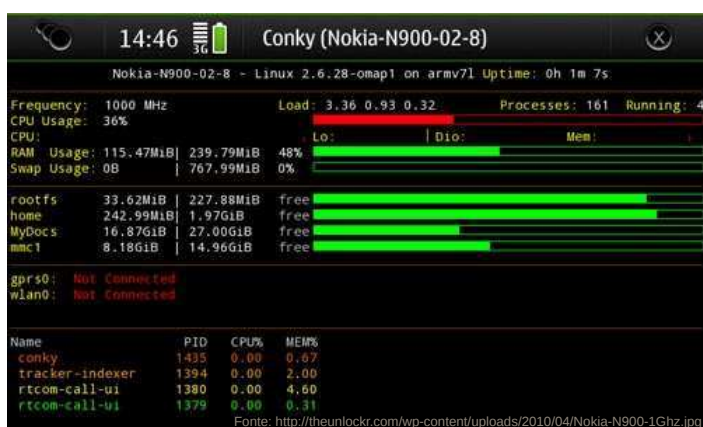 14:46 3G Conky (Nokia-N900-02-8) X
Nokia-N900-02-8 - Linux 2.6.28-omap1 on armv7l Uptime: 0h 1m 7s
Frequency: 1000 MHz Load: 3.36 0.93 0.32 Processes: 161 Running: 4
CPU Usage: 36%
CPU: Lo: | Dio: Mem:
RAM Usage: 115.47MiB| 239.79MiB 48%
Swap Usage: 0B | 767.99MiB 0%
rootfs 33.62MiB | 227.88MiB free
home 242.99MiB| 1.97GiB free
MyDocs 16.87GiB | 27.00GiB free
mmc1 8.18GiB | 14.96GiB free
gprs0: Not Connected
wlan0: Not Connected
Name PID CPU% MEM%
conky 1435 0.00 0.67
tracker-indexer 1394 0.00 2.00
rtcom-call-ui 1380 0.00 4.60
rtcom-call-ui 1379 0.00 0.31
Fonte: http://theunlockr.com/wp-content/uploads/2010/04/Nokia-N900-1Ghz.jpg